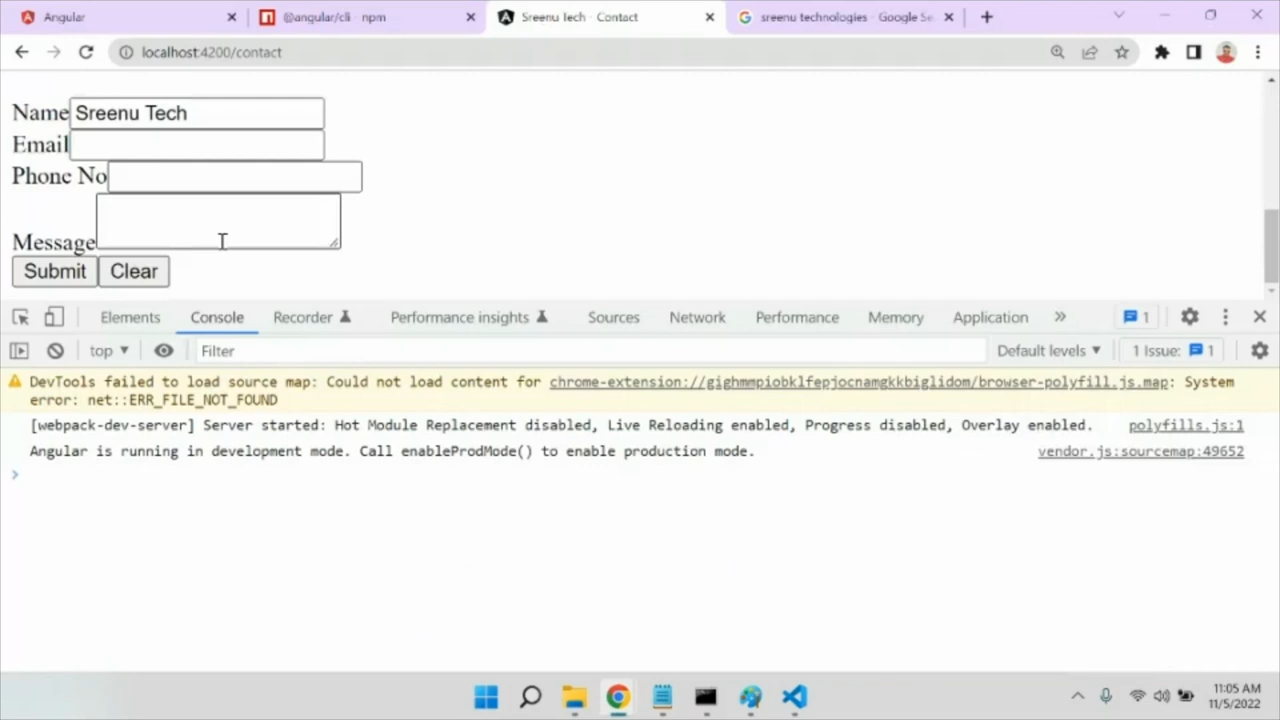 Angular
@angular/cli - npm
Sreenu Tech - Contact
sreenu technologies - Google Se
localhost:4200/contact
Name Sreenu Tech
Email
Phone No
Message
Submit Clear
Elements Console Recorder Performance insights Sources Network Performance Memory Application » 1
top Filter Default levels 1 Issue: 1
DevTools failed to load source map: Could not load content for chrome-extension://gighmmpiobklfepjocnamgkkbiglidom/browser-polyfill.js.map: System
error: net::ERR_FILE_NOT_FOUND
[webpack-dev-server] Server started: Hot Module Replacement disabled, Live Reloading enabled, Progress disabled, Overlay enabled. polyfills.js:1
Angular is running in development mode. Call enableProdMode() to enable production mode. vendor.js:sourcemap:49652
11:05 AM
11/5/2022